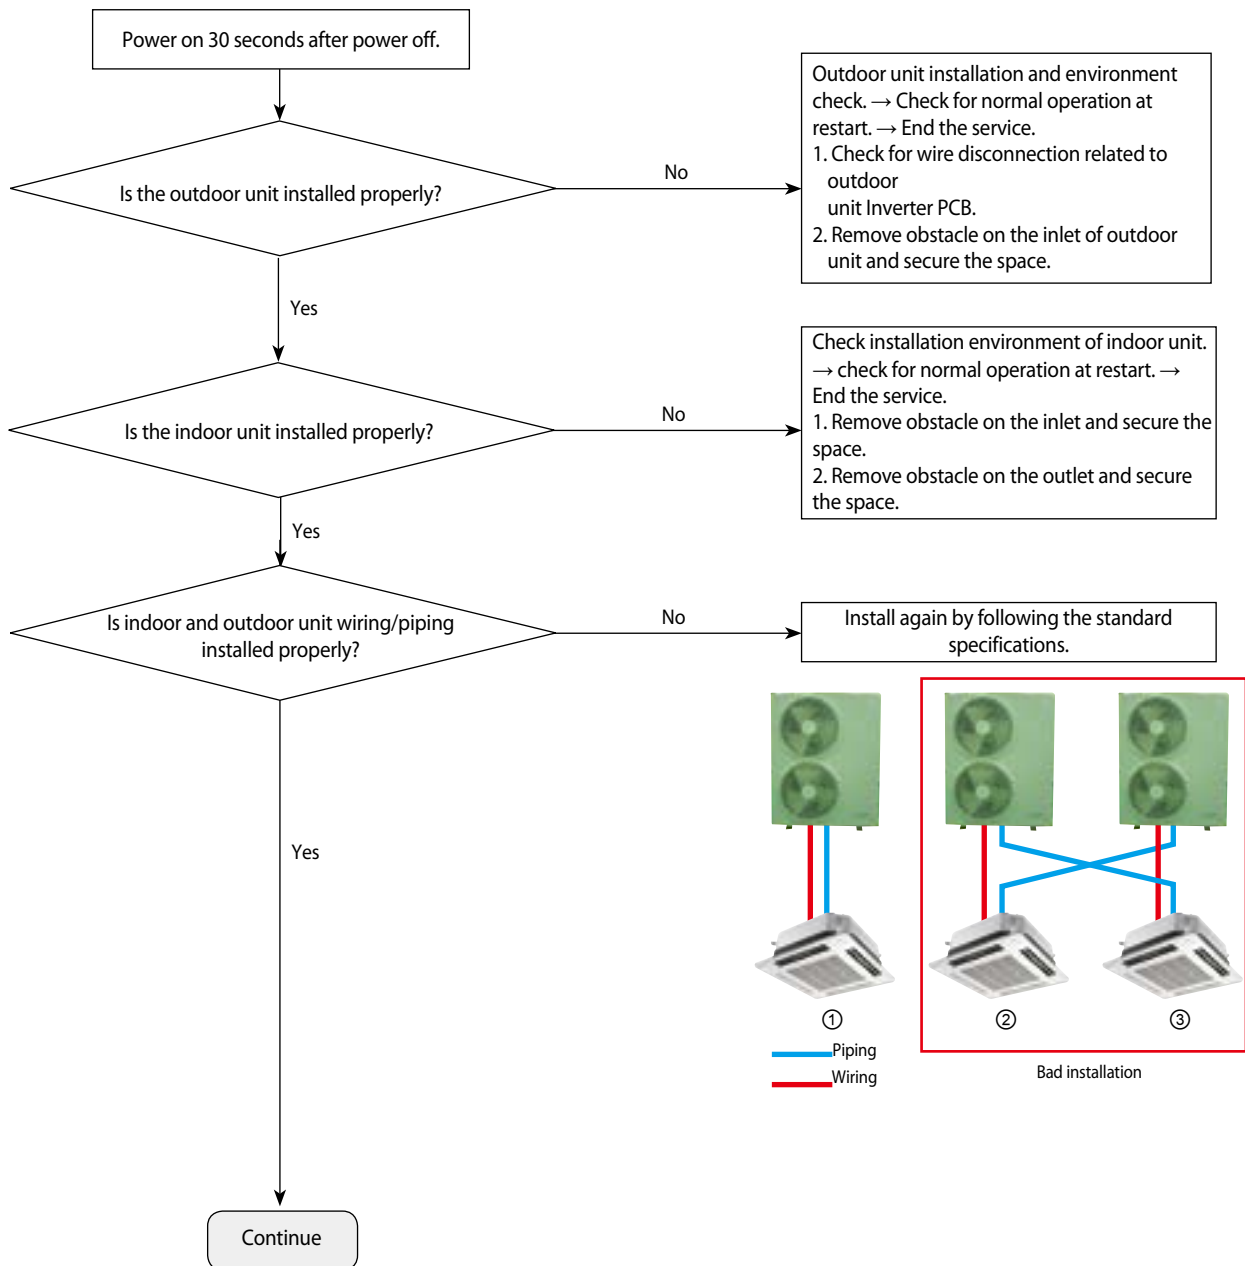 Power on 30 seconds after power off.
Is the outdoor unit installed properly?
No
Outdoor unit installation and environment
check. → Check for normal operation at
restart. → End the service.
1. Check for wire disconnection related to
outdoor
unit Inverter PCB.
2. Remove obstacle on the inlet of outdoor
unit and secure the space.
Yes
Is the indoor unit installed properly?
No
Check installation environment of indoor unit.
→ check for normal operation at restart. →
End the service.
1. Remove obstacle on the inlet and secure the
space.
2. Remove obstacle on the outlet and secure
the space.
Yes
Is indoor and outdoor unit wiring/piping
installed properly?
No
Install again by following the standard
specifications.
Yes
① ② ③
Piping
Wiring
Bad installation
Continue